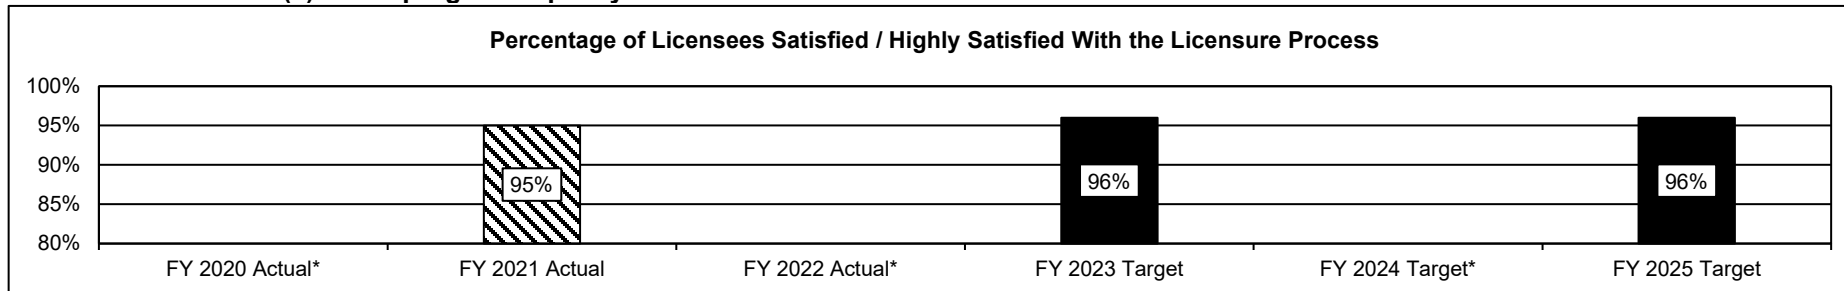 Percentage of Licensees Satisfied / Highly Satisfied With the Licensure Process
100%
95%
90%
85%
80%
95%
96%
96%
FY 2020 Actual*
FY 2021 Actual
FY 2022 Actual*
FY 2023 Target
FY 2024 Target*
FY 2025 Target